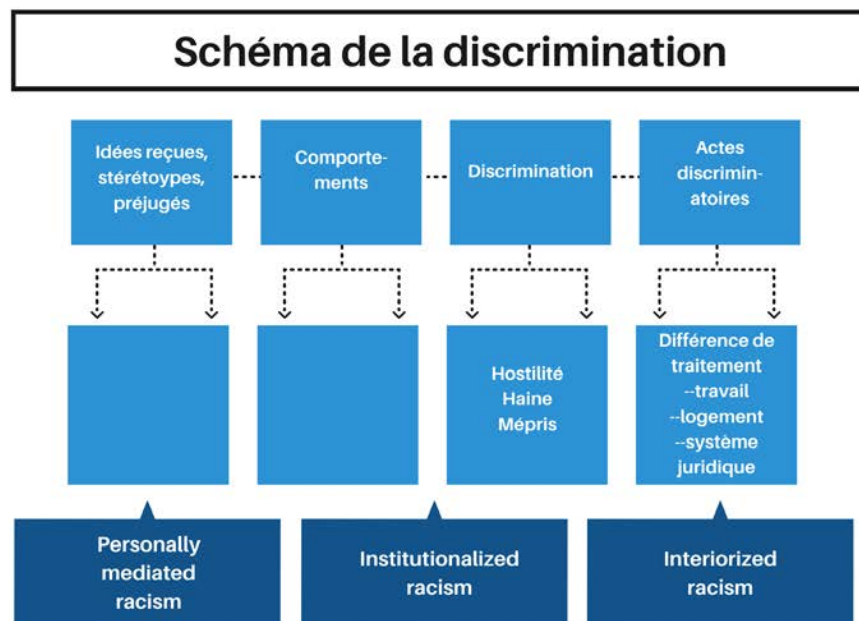 Schéma de la discrimination
Idées reçues,
stérétoypes,
préjugés
Comporte-
ments
Discrimination
Actes
discrimin-
atoires
Hostilité
Haine
Mépris
Différence de
traitement
--travail
--logement
--système
juridique
Personally
mediated
racism
Institutionalized
racism
Interiorized
racism